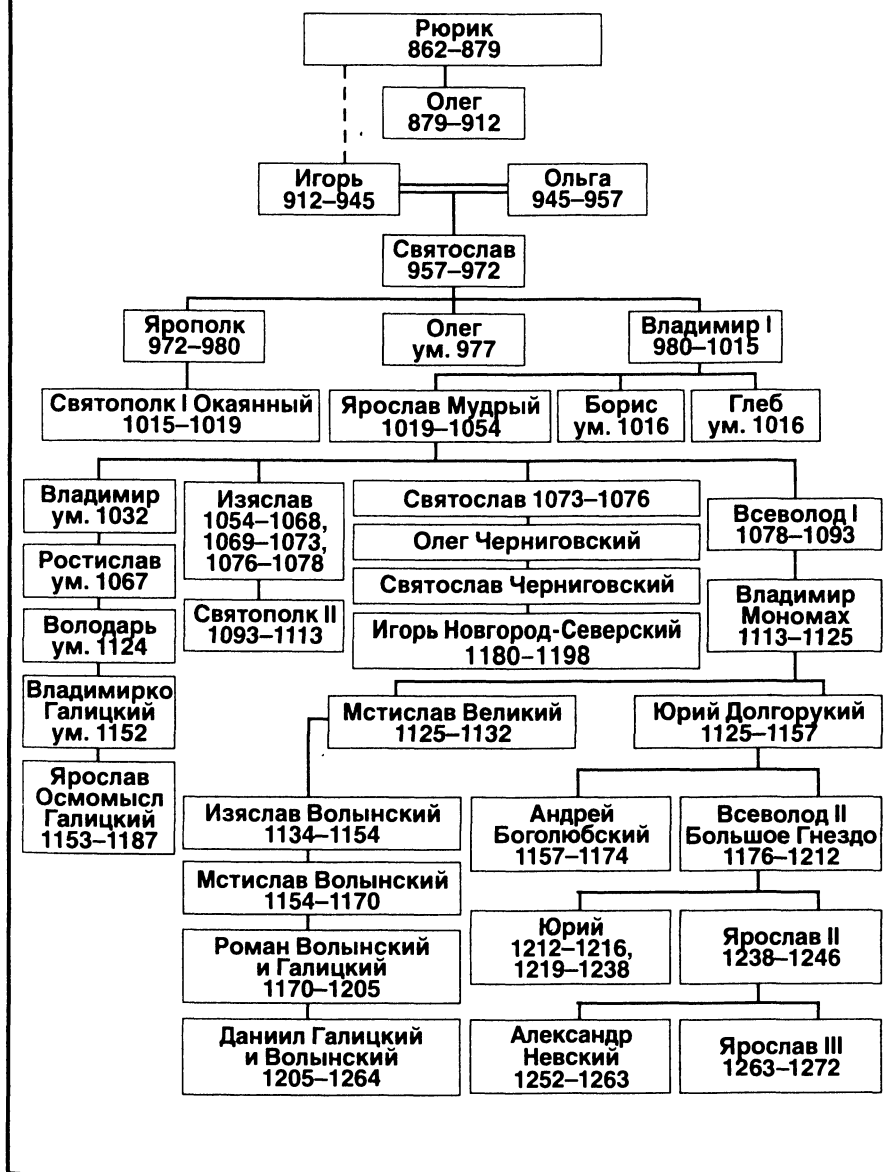 Рюрик
862–879
Олег
879–912
Игорь
912–945
Ольга
945–957
Святослав
957–972
Ярополк
972–980
Олег
ум. 977
Владимир I
980–1015
Святополк I Окаянный
1015–1019
Ярослав Мудрый
1019–1054
Борис
ум. 1016
Глеб
ум. 1016
Владимир
ум. 1032
Ростислав
ум. 1067
Володарь
ум. 1124
Владимирко
Галицкий
ум. 1152
Ярослав
Осмомысл
Галицкий
1153–1187
Изяслав
1054–1068,
1069–1073,
1076–1078
Святополк II
1093–1113
Святослав 1073–1076
Олег Черниговский
Святослав Черниговский
Игорь Новгород-Северский
1180–1198
Всеволод I
1078–1093
Владимир
Мономах
1113–1125
Мстислав Великий
1125–1132
Юрий Долгорукий
1125–1157
Изяслав Волынский
1134–1154
Мстислав Волынский
1154–1170
Роман Волынский
и Галицкий
1170–1205
Даниил Галицкий
и Волынский
1205–1264
Андрей
Боголюбский
1157–1174
Всеволод II
Большое Гнездо
1176–1212
Юрий
1212–1216,
1219–1238
Ярослав II
1238–1246
Александр
Невский
1252–1263
Ярослав III
1263–1272